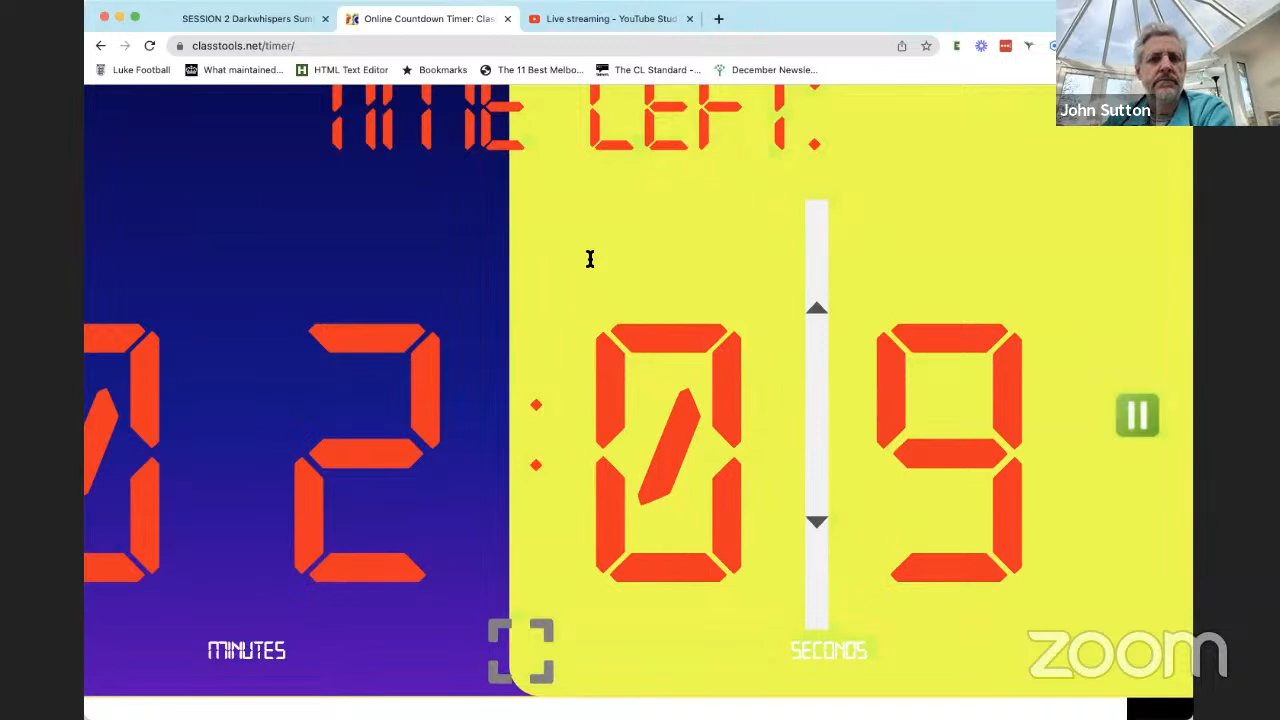 SESSION 2 Darkwhispers Sum
Online Countdown Timer: Clas
Live streaming - YouTube Stud
classtools.net/timer/
Luke Football
What maintained...
HTML Text Editor
Bookmarks
The 11 Best Melbo...
The CL Standard -...
December Newsle...
John Sutton
TIME LEFT:
02:09
MINUTES
SECONDS
zoom